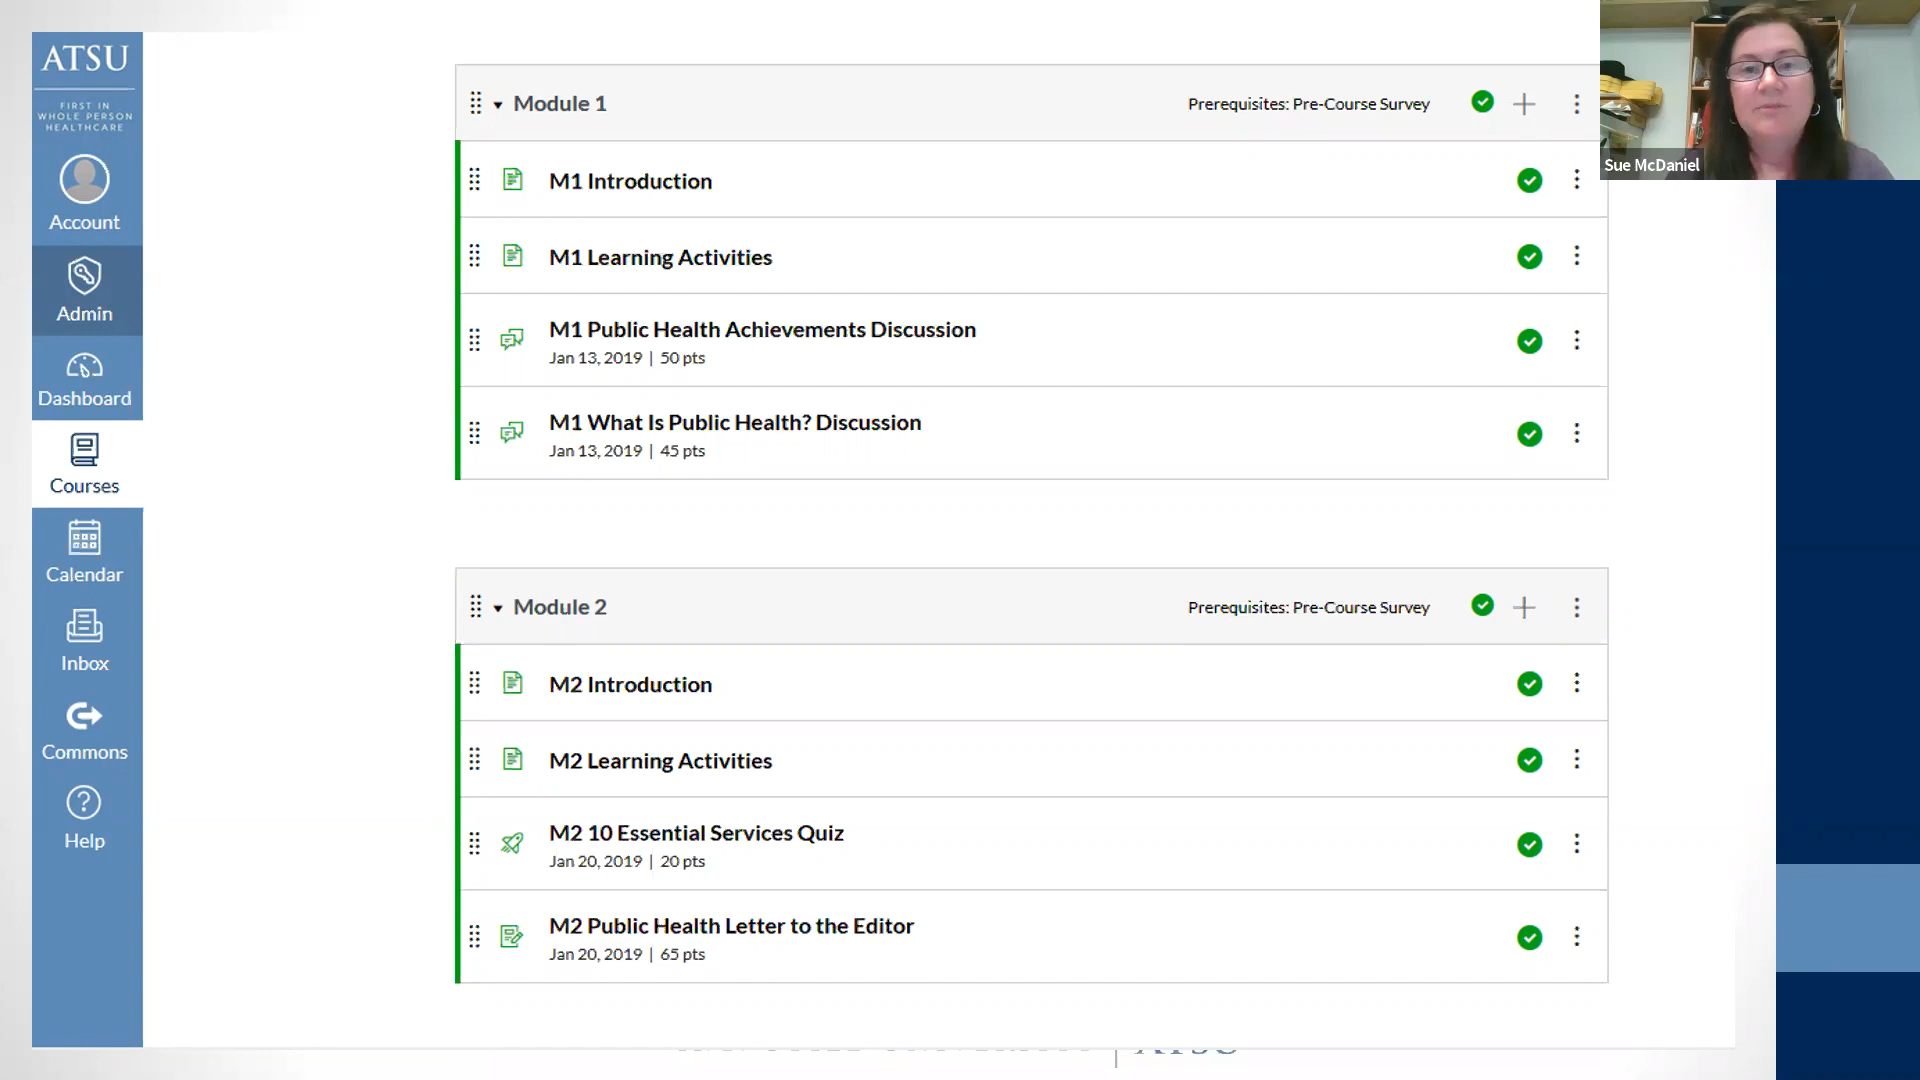 ATSU
FIRST IN
WHOLE PERSON
HEALTHCARE
Account
Admin
Dashboard
Courses
Calendar
Inbox
Commons
Help
Module 1
Prerequisites: Pre-Course Survey
M1 Introduction
M1 Learning Activities
M1 Public Health Achievements Discussion
Jan 13, 2019 | 50 pts
M1 What Is Public Health? Discussion
Jan 13, 2019 | 45 pts
Module 2
Prerequisites: Pre-Course Survey
M2 Introduction
M2 Learning Activities
M2 10 Essential Services Quiz
Jan 20, 2019 | 20 pts
M2 Public Health Letter to the Editor
Jan 20, 2019 | 65 pts
Sue McDaniel
ATSU